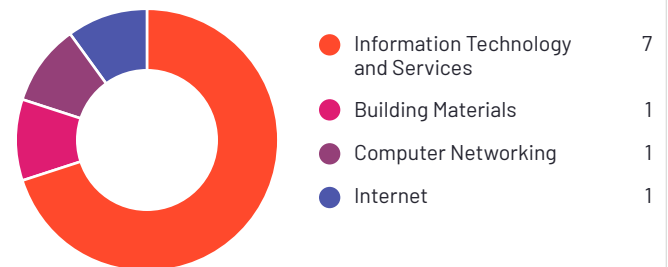 Information Technology 7
and Services
Building Materials 1
Computer Networking 1
Internet 1